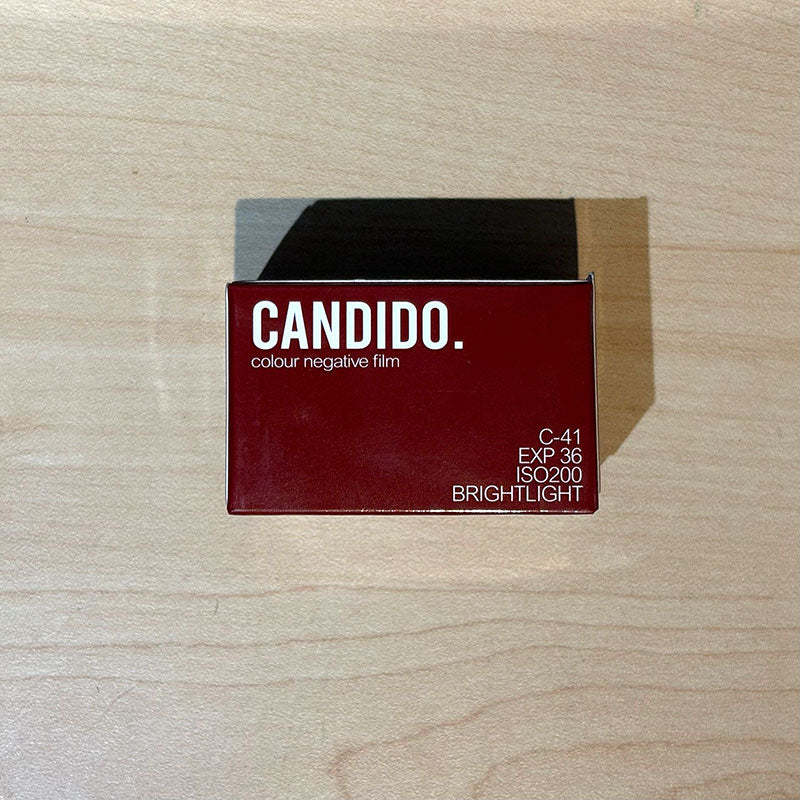 CANDIDO.
colour negative film
C-41
EXP 36
ISO200
BRIGHTLIGHT